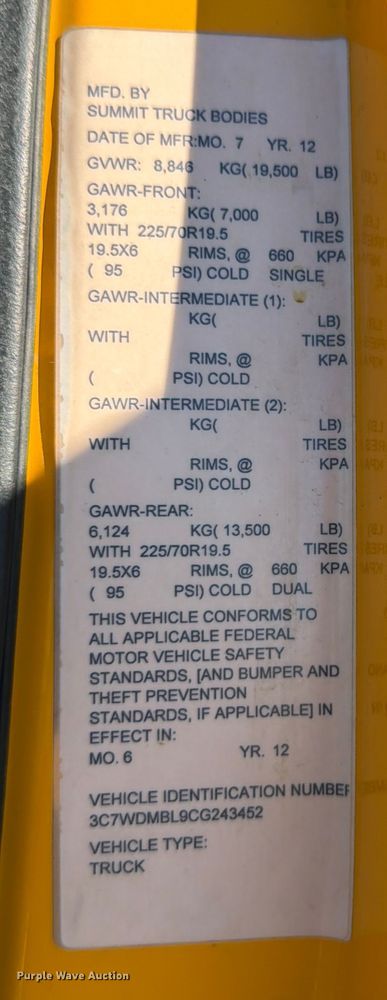 MFD. BY
SUMMIT TRUCK BODIES
DATE OF MFR:MO. 7 YR. 12
GVWR: 8,846 KG( 19,500 LB)
GAWR-FRONT:
3,176 KG( 7,000 LB)
WITH 225/70R19.5 TIRES
19.5X6 RIMS, @ 660 KPA
( 95 PSI) COLD SINGLE
GAWR-INTERMEDIATE (1):
KG( LB)
WITH TIRES
RIMS, @ KPA
( PSI) COLD
GAWR-INTERMEDIATE (2):
KG( LB)
WITH TIRES
RIMS, @ KPA
( PSI) COLD
GAWR-REAR:
6,124 KG( 13,500 LB)
WITH 225/70R19.5 TIRES
19.5X6 RIMS, @ 660 KPA
( 95 PSI) COLD DUAL
THIS VEHICLE CONFORMS TO
ALL APPLICABLE FEDERAL
MOTOR VEHICLE SAFETY
STANDARDS, [AND BUMPER AND
THEFT PREVENTION
STANDARDS, IF APPLICABLE] IN
EFFECT IN:
MO. 6 YR. 12
VEHICLE IDENTIFICATION NUMBER
3C7WDMBL9CG243452
VEHICLE TYPE:
TRUCK
Purple Wave Auction